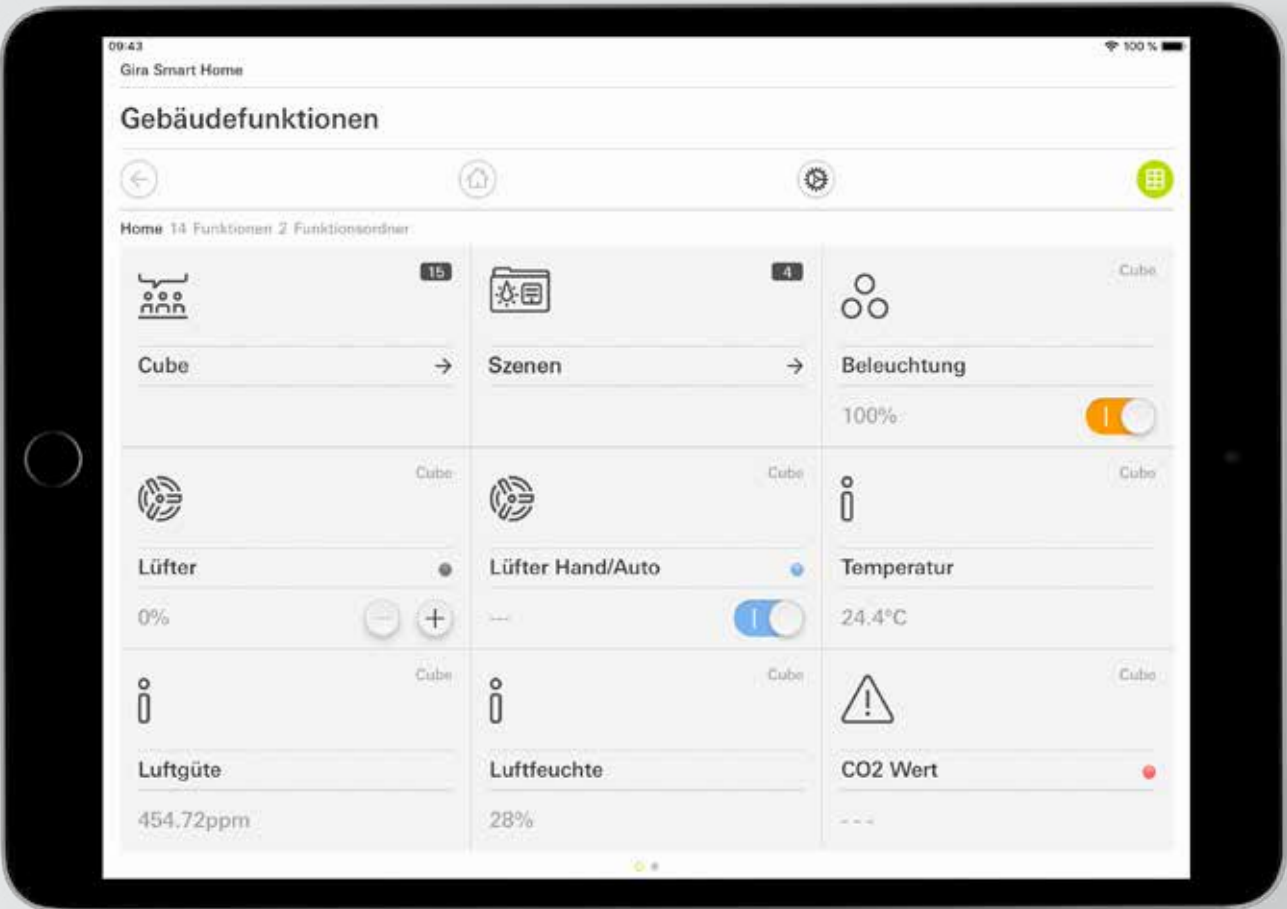 09:43
100 %
Gira Smart Home
Gebäudefunktionen
Home 14 Funktionen 2 Funktionsordner
15
4
Cube
Cube
Szenen
Beleuchtung
100%
Cube
Cube
Cube
Lüfter
Lüfter Hand/Auto
Temperatur
0%
---
24.4°C
Cube
Cube
Cube
Luftgüte
Luftfeuchte
CO2 Wert
454.72ppm
28%
---